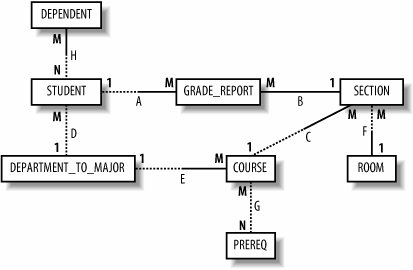 DEPENDENT
M
H
N
STUDENT
1
A
M
GRADE_REPORT
M
B
1
SECTION
M
D
1
M
C
1
M
F
1
DEPARTMENT_TO_MAJOR
1
E
M
COURSE
ROOM
M
G
N
PREREQ